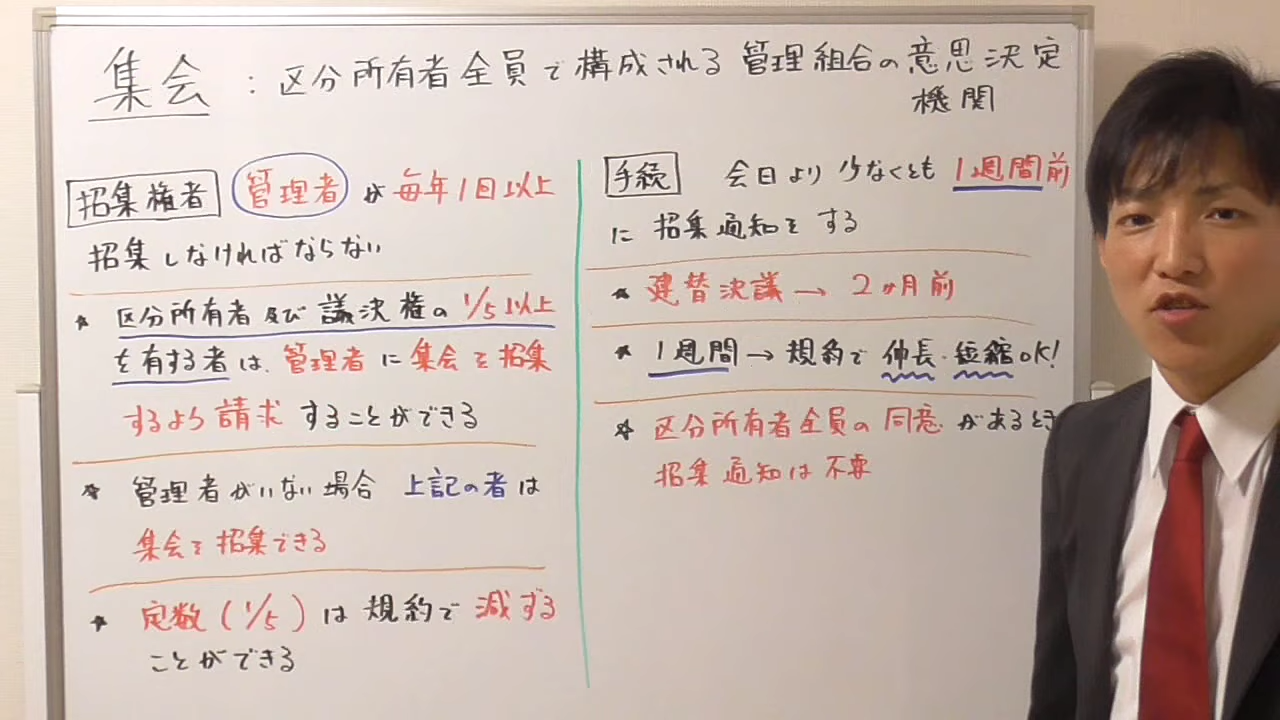 集会 : 区分所有者全員で構成される管理組合の意思決定
機関
招集権者 管理者が毎年1回以上
招集しなければならない
* 区分所有者及び議決権の1/5以上
を有する者は、管理者に集会を招集
するよう請求することができる
* 管理者がいない場合 上記の者は
集会を招集できる
* 定数(1/5)は規約で減ずる
ことができる
手続 会日より少なくとも1週間前
に招集通知をする
* 建替決議→2ヶ月前
* 1週間→規約で伸長・短縮OK!
* 区分所有者全員の同意があるとき
招集通知は不要